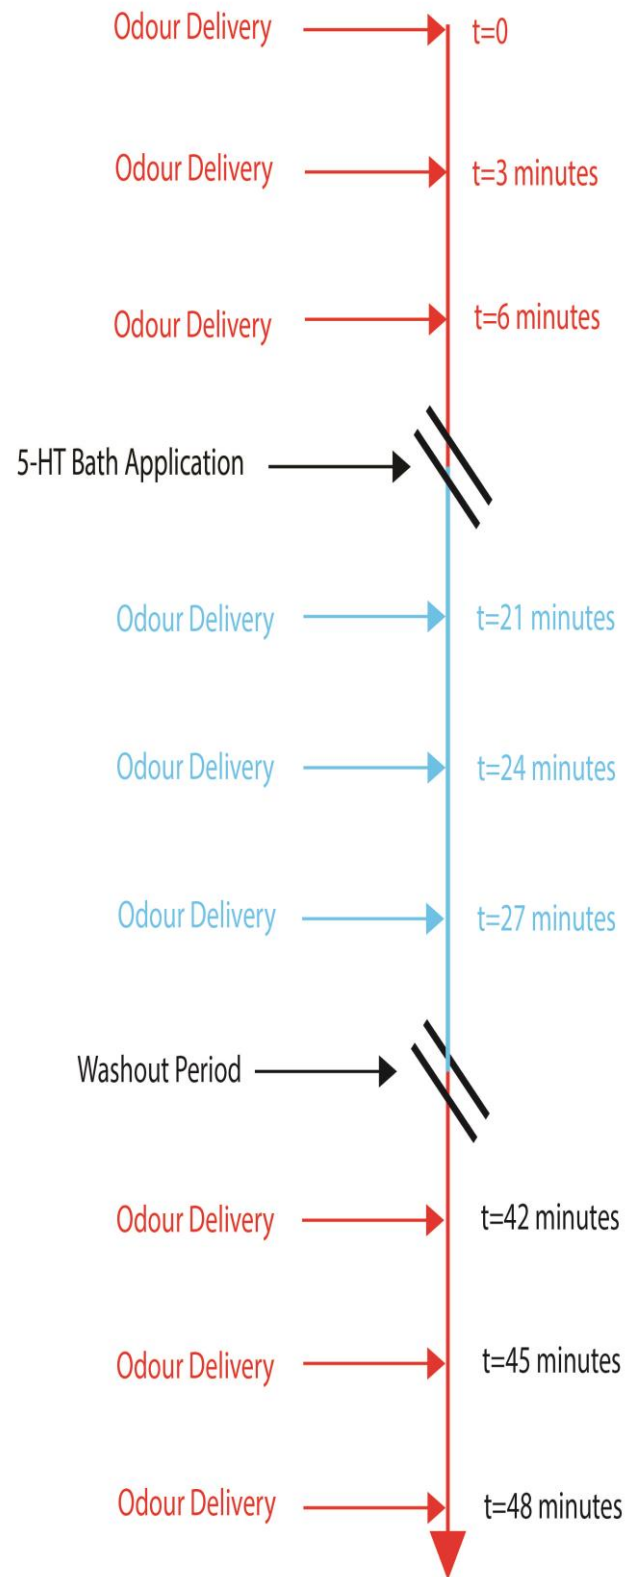 Odour Delivery t=0
Odour Delivery t=3 minutes
Odour Delivery t=6 minutes
5-HT Bath Application
Odour Delivery t=21 minutes
Odour Delivery t=24 minutes
Odour Delivery t=27 minutes
Washout Period
Odour Delivery t=42 minutes
Odour Delivery t=45 minutes
Odour Delivery t=48 minutes